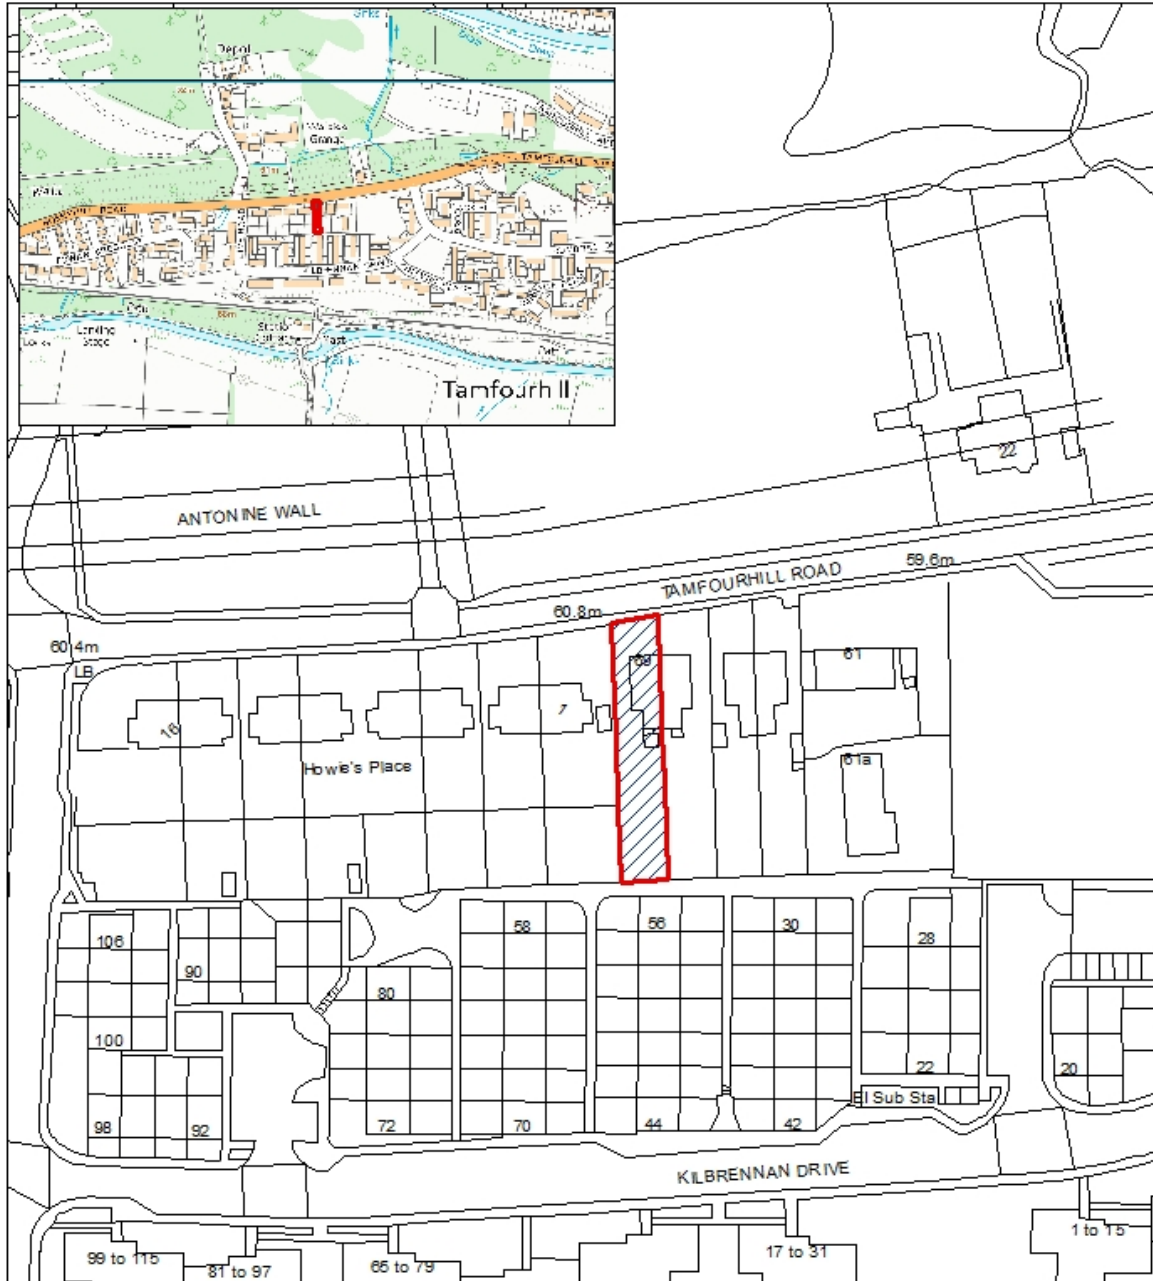 Depot
Grange
Landing
Stage
Tamfourh ll
22
ANTONINE WALL
TAMFOURHILL ROAD
59.6m
60.8m
60.4m
LB
69
61
16
7
Howie's Place
61a
58
56
30
106
28
90
80
100
22
20
El Sub Sta
98
92
72
70
44
42
KILBRENNAN DRIVE
99 to 115
81 to 97
65 to 79
17 to 31
1 to 15